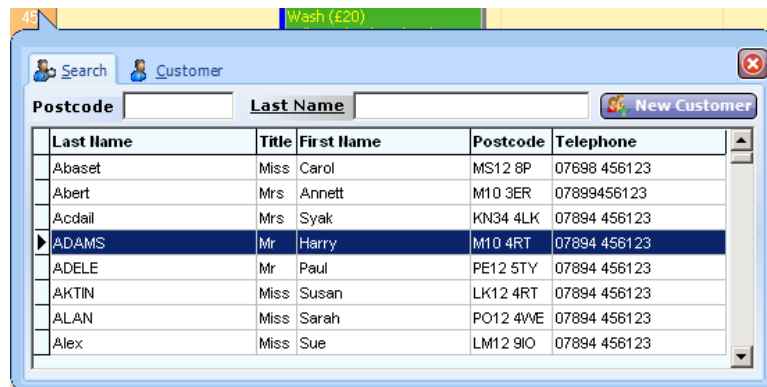 45
Wash (£20)
Search Customer
Postcode Last Name New Customer
Last Name Title First Name Postcode Telephone
Abaset Miss Carol MS12 8P 07698 456123
Abert Mrs Annett M10 3ER 07899456123
Acdail Mrs Syak KN34 4LK 07894 456123
ADAMS Mr Harry M10 4RT 07894 456123
ADELE Mr Paul PE12 5TY 07894 456123
AKTIN Miss Susan LK12 4RT 07894 456123
ALAN Miss Sarah PO12 4WE 07894 456123
Alex Miss Sue LM12 9IO 07894 456123